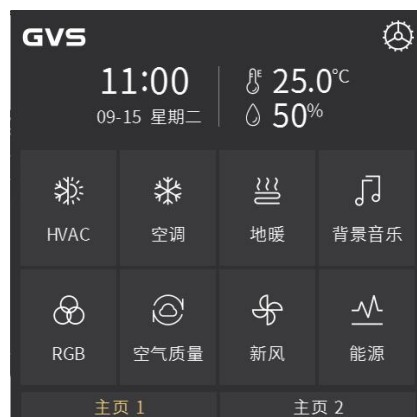 GVS
11:00
09-15 星期二
25.0℃
50%
HVAC
空调
地暖
背景音乐
RGB
空气质量
新风
能源
主页 1
主页 2